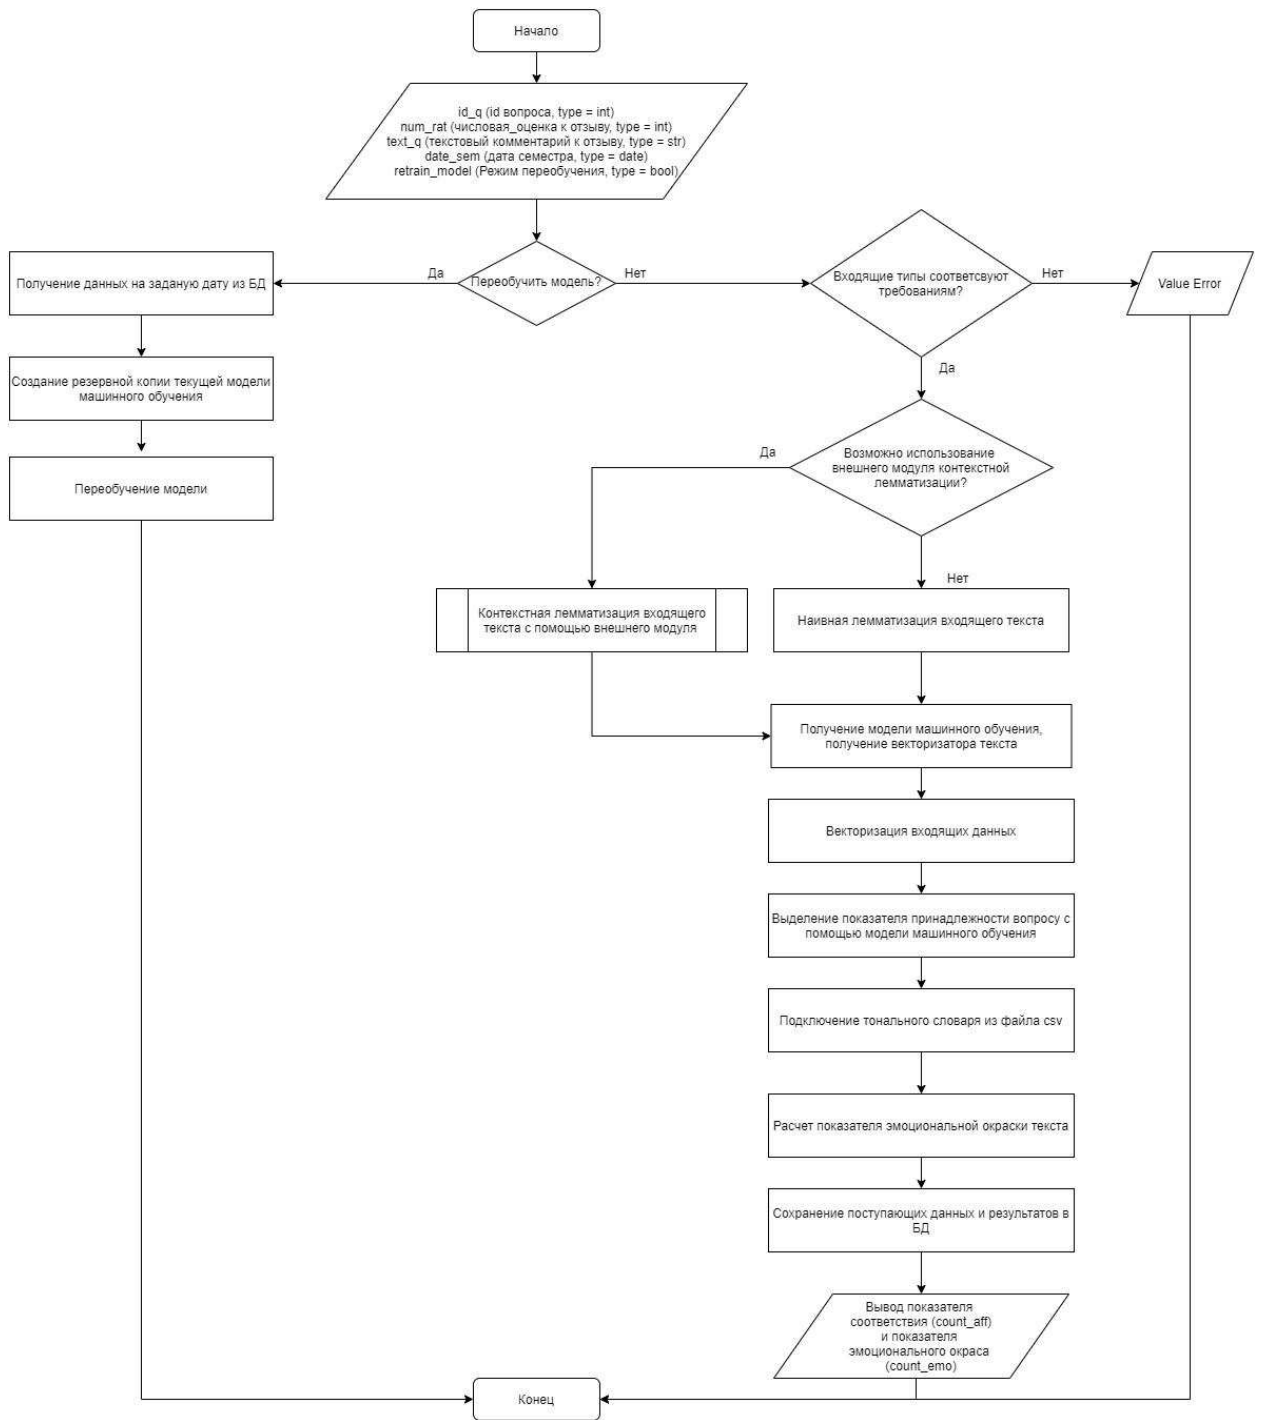 Начало
id_q (id вопроса, type = int)
num_rat (числовая_оценка к отзыву, type = int)
text_q (текстовый комментарий к отзыву, type = str)
date_sem (дата семестра, type = date)
retrain_model (Режим переобучения, type = bool)
Переобучить модель?
Да
Нет
Получение данных на заданую дату из БД
Создание резервной копии текущей модели
машинного обучения
Переобучение модели
Входящие типы соответсвуют
требованиям?
Нет
Value Error
Да
Возможно использование
внешнего модуля контекстной
лемматизации?
Да
Нет
Контекстная лемматизация входящего
текста с помощью внешнего модуля
Наивная лемматизация входящего текста
Получение модели машинного обучения,
получение векторизатора текста
Векторизация входящих данных
Выделение показателя принадлежности вопросу с
помощью модели машинного обучения
Подключение тонального словаря из файла csv
Расчет показателя эмоциональной окраски текста
Сохранение поступающих данных и результатов в
БД
Вывод показателя
соответствия (count_aff)
и показателя
эмоционального окраса
(count_emo)
Конец